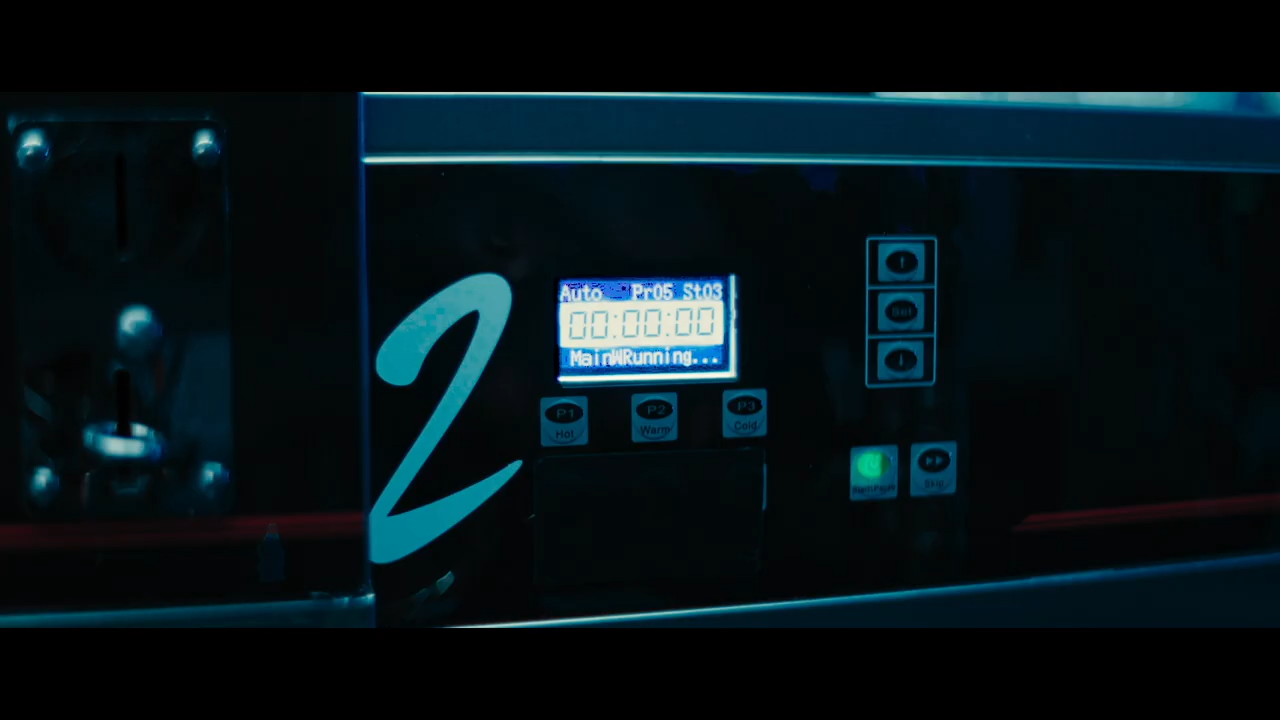 2
Auto Pr05 St03
00:00:00
MainWRunning...
P1
Hot
P2
Warm
P3
Cold
Set
Skip